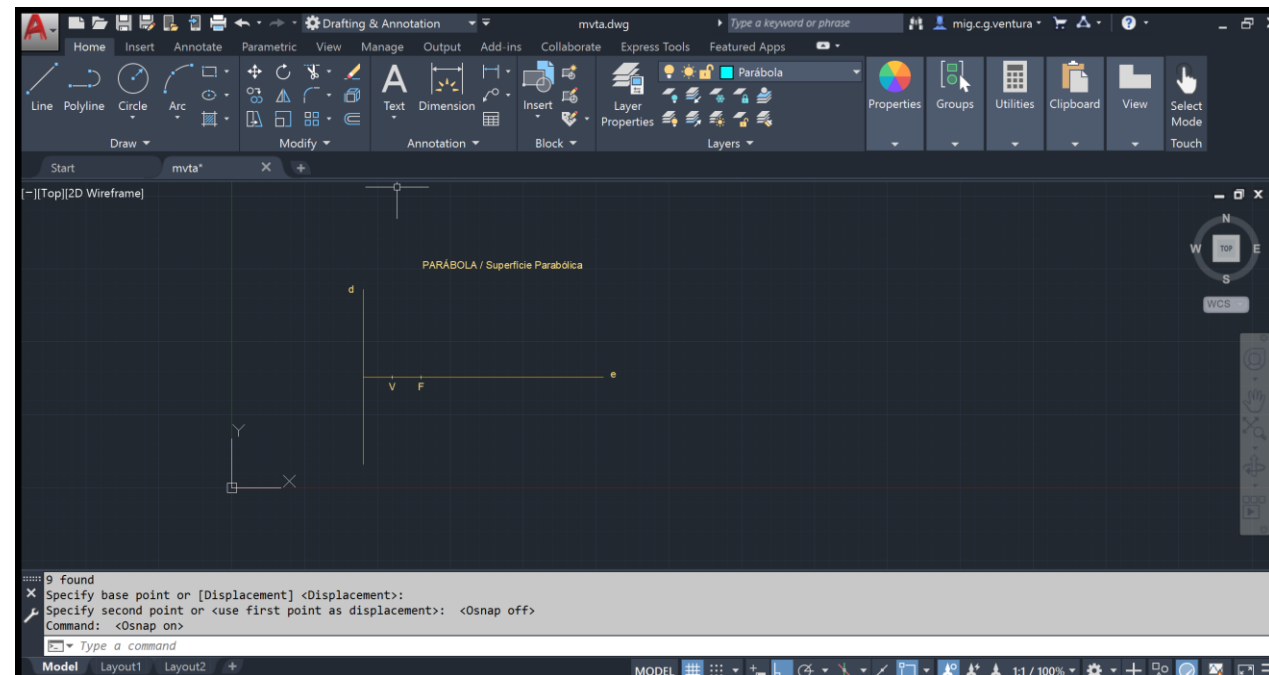 Drafting & Annotation
mvta.dwg
Type a keyword or phrase
mig.c.g.ventura
Home Insert Annotate Parametric View Manage Output Add-ins Collaborate Express Tools Featured Apps
Parábola
Line Polyline Circle Arc
Text Dimension
Insert
Layer
Properties
Properties Groups Utilities Clipboard View
Select
Mode
Draw Modify Annotation Block Layers Touch
Start mvta*
[−][Top][2D Wireframe]
N
W TOP E
S
WCS
PARÁBOLA / Superfície Parabólica
d
e
V F
Y
X
9 found
Specify base point or [Displacement] <Displacement>:
Specify second point or <use first point as displacement>: <Osnap off>
Command: <Osnap on>
Type a command
Model Layout1 Layout2 +
MODEL 1:1 / 100%